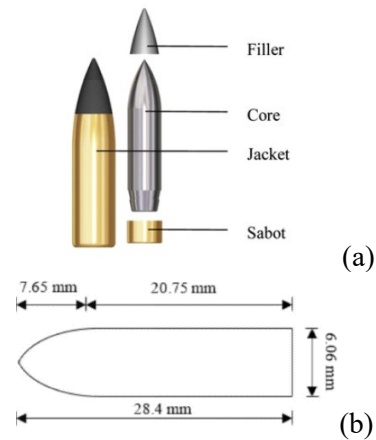 Filler
Core
Jacket
Sabot
(a)
7.65 mm
20.75 mm
6.06 mm
28.4 mm
(b)